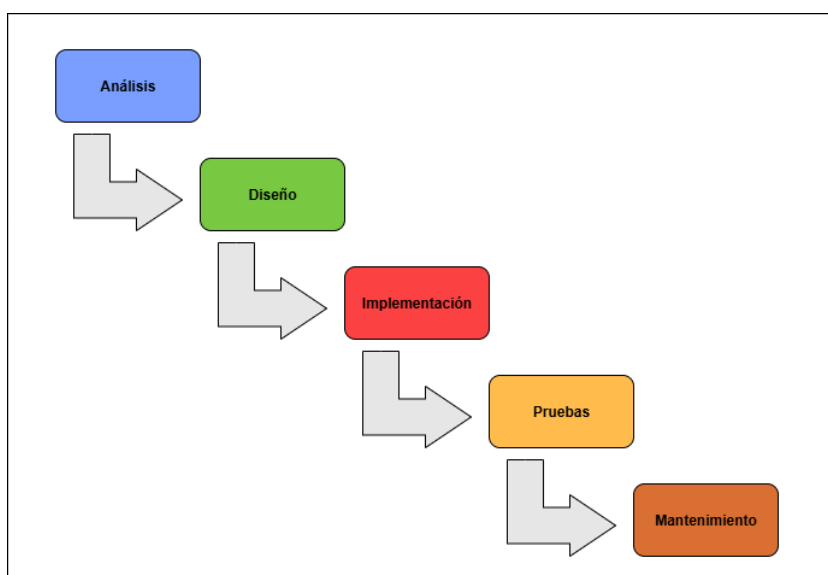 Análisis
Diseño
Implementación
Pruebas
Mantenimiento